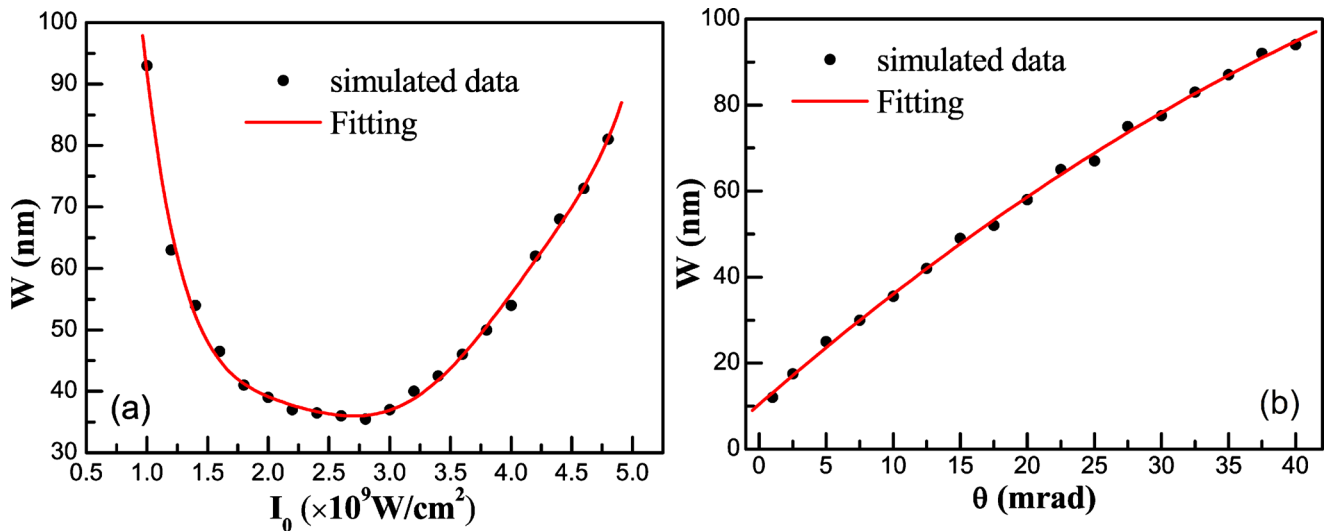 100
90
80
70
60
50
40
30
W (nm)
simulated data
Fitting
(a)
0.5 1.0 1.5 2.0 2.5 3.0 3.5 4.0 4.5 5.0
I₀ (×10⁹W/cm²)
100
80
60
40
20
0
W (nm)
simulated data
Fitting
(b)
0 5 10 15 20 25 30 35 40
θ (mrad)